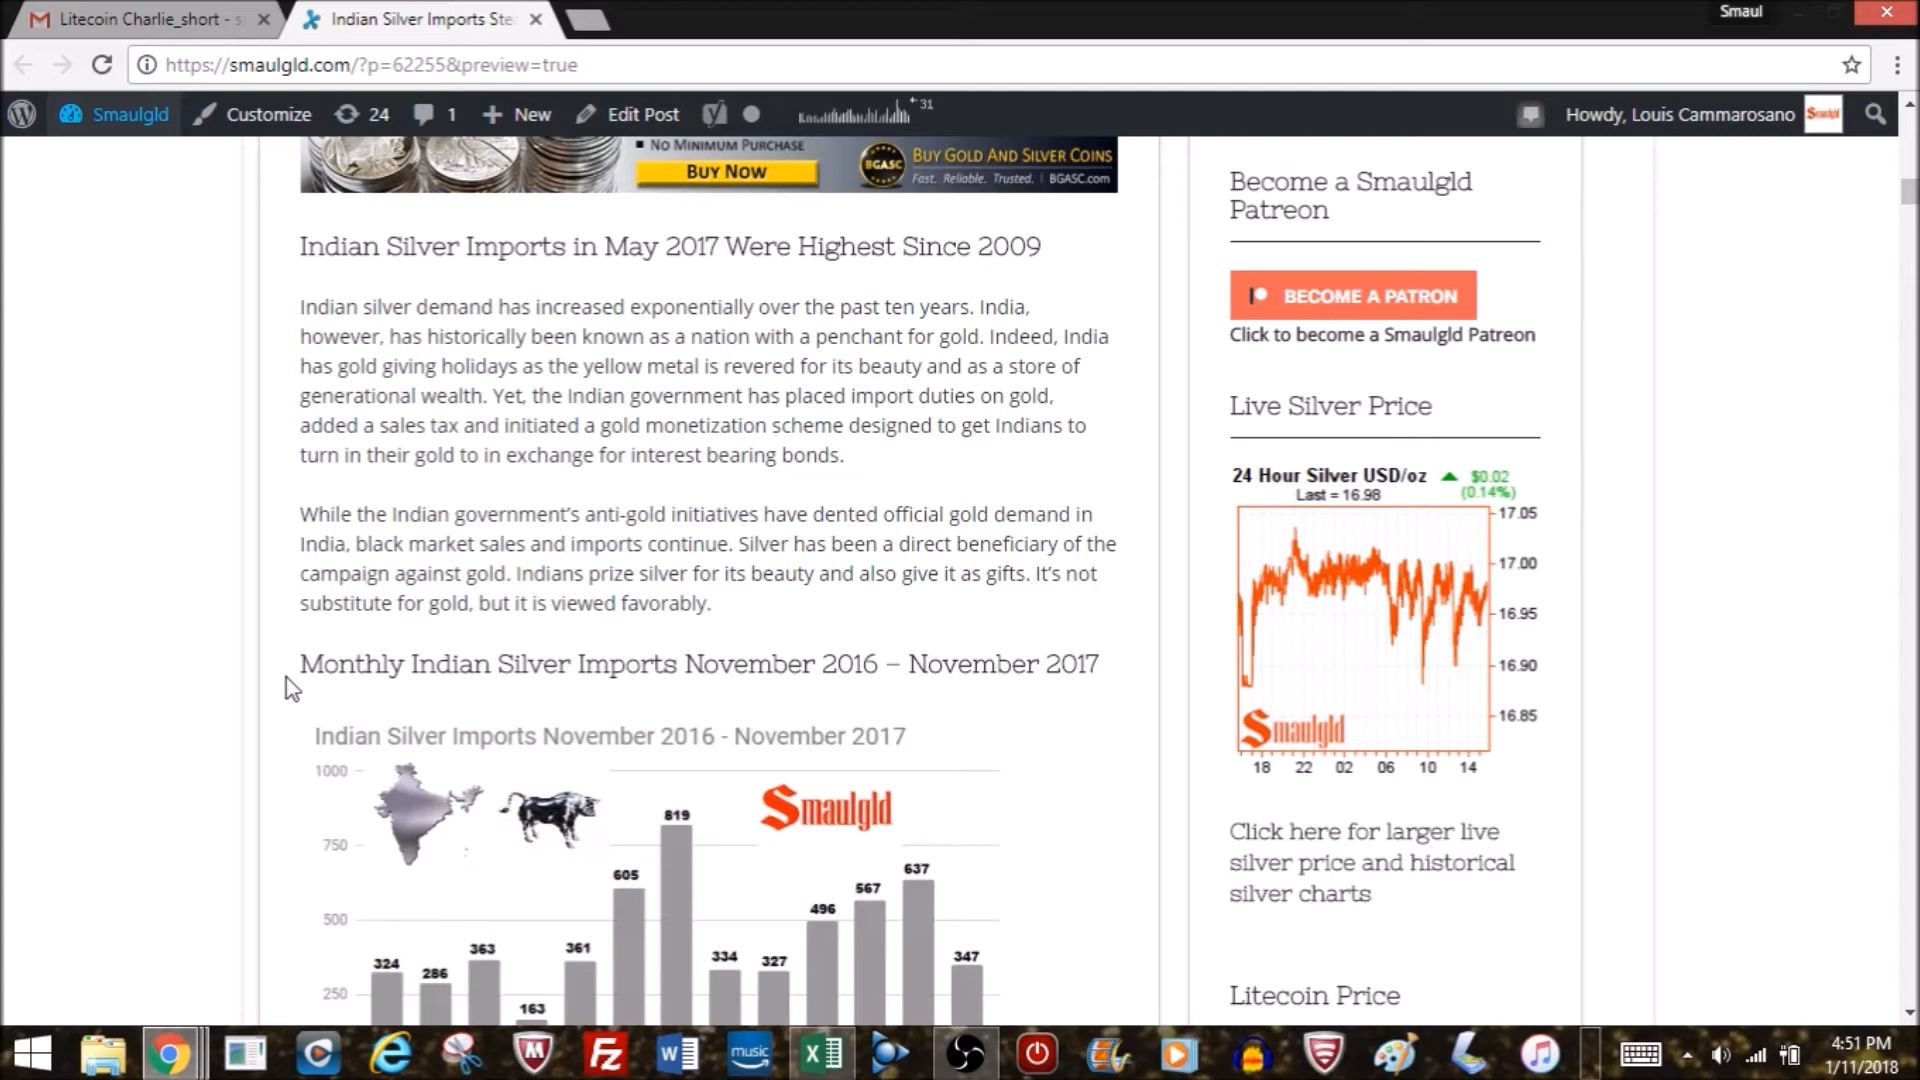 Litecoin Charlie_short - s
Indian Silver Imports Ste
Smaul
https://smaulgld.com/?p=62255&preview=true
Smaulgld
Customize
24
1
New
Edit Post
31
Howdy, Louis Cammarosano
Smaulgld
NO MINIMUM PURCHASE
BUY NOW
BGASC
BUY GOLD AND SILVER COINS
Fast. Reliable. Trusted. | BGASC.com
Indian Silver Imports in May 2017 Were Highest Since 2009
Indian silver demand has increased exponentially over the past ten years. India,
however, has historically been known as a nation with a penchant for gold. Indeed, India
has gold giving holidays as the yellow metal is revered for its beauty and as a store of
generational wealth. Yet, the Indian government has placed import duties on gold,
added a sales tax and initiated a gold monetization scheme designed to get Indians to
turn in their gold to in exchange for interest bearing bonds.
While the Indian government's anti-gold initiatives have dented official gold demand in
India, black market sales and imports continue. Silver has been a direct beneficiary of the
campaign against gold. Indians prize silver for its beauty and also give it as gifts. It's not
substitute for gold, but it is viewed favorably.
Monthly Indian Silver Imports November 2016 – November 2017
Indian Silver Imports November 2016 - November 2017
1000
750
500
250
Smaulgld
324
286
363
163
361
605
819
334
327
496
567
637
347
Become a Smaulgld
Patreon
BECOME A PATRON
Click to become a Smaulgld Patreon
Live Silver Price
24 Hour Silver USD/oz
$0.02
Last = 16.98
(0.14%)
17.05
17.00
16.95
16.90
16.85
Smaulgld
18 22 02 06 10 14
Click here for larger live
silver price and historical
silver charts
Litecoin Price
music
4:51 PM
1/11/2018